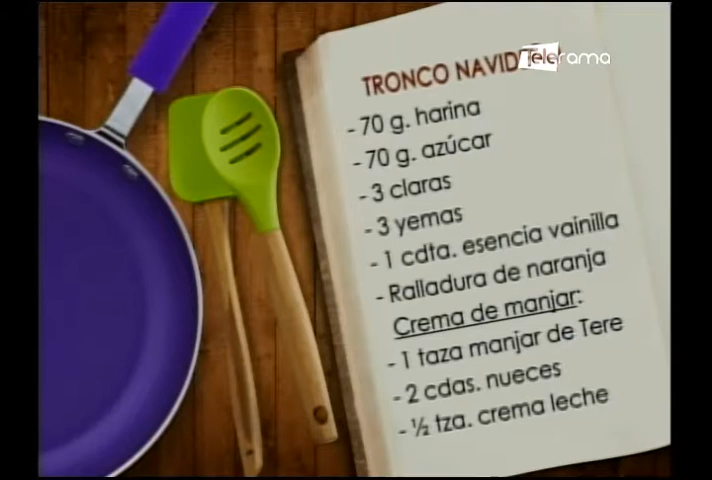 TRONCO NAVID
telerama
- 70 g. harina
- 70 g. azúcar
- 3 claras
- 3 yemas
- 1 cdta. esencia vainilla
- Ralladura de naranja
Crema de manjar:
- 1 taza manjar de Tere
- 2 cdas. nueces
- ½ tza. crema leche